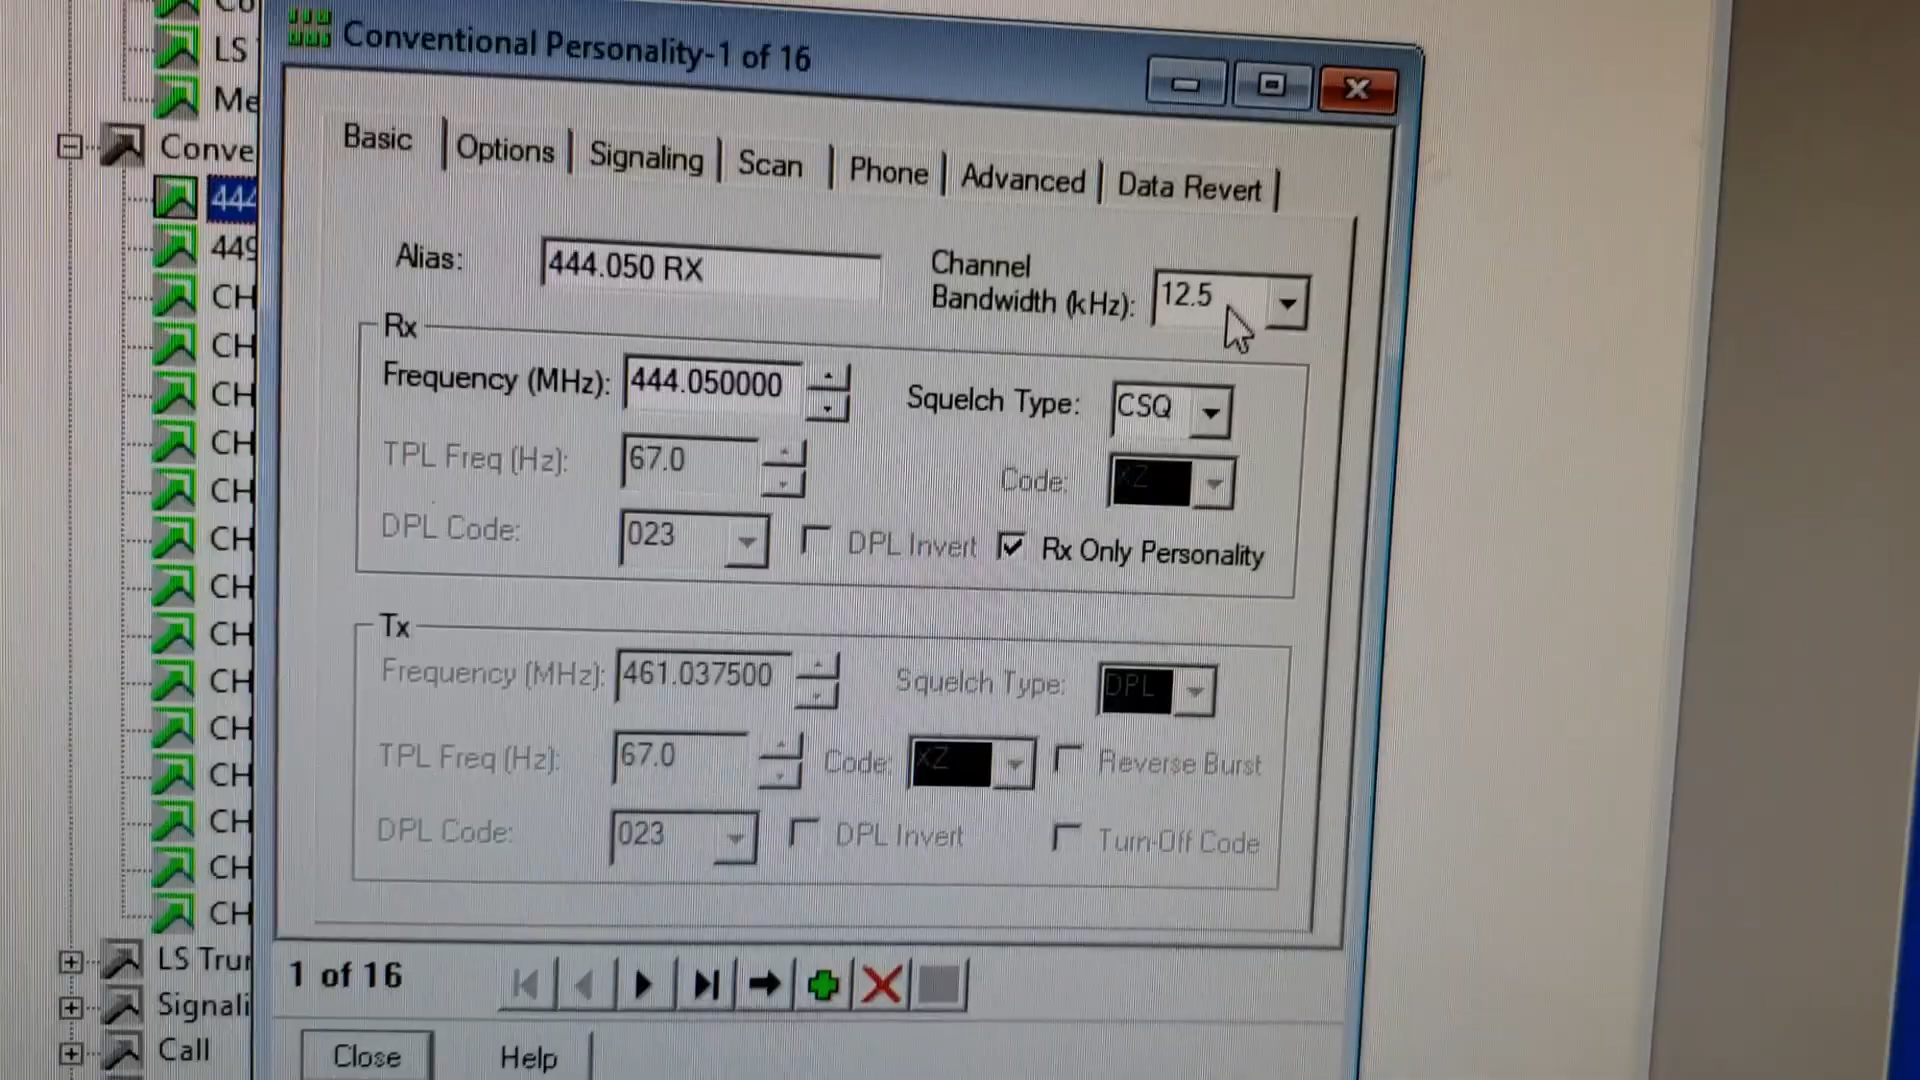 Conventional Personality-1 of 16
LS
Me
Conve
444
449
CH
CH
CH
CH
CH
CH
CH
CH
CH
CH
CH
CH
CH
CH
LS Trun
Signali
Call
Basic Options Signaling Scan Phone Advanced Data Revert
Alias: 444.050 RX
Channel
Bandwidth (kHz): 12.5
Rx
Frequency (MHz): 444.050000 Squelch Type: CSQ
TPL Freq (Hz): 67.0 Code: XZ
DPL Code: 023 DPL Invert Rx Only Personality
Tx
Frequency (MHz): 461.037500 Squelch Type: DPL
TPL Freq (Hz): 67.0 Code: XZ Reverse Burst
DPL Code: 023 DPL Invert Turn-Off Code
1 of 16
Close Help